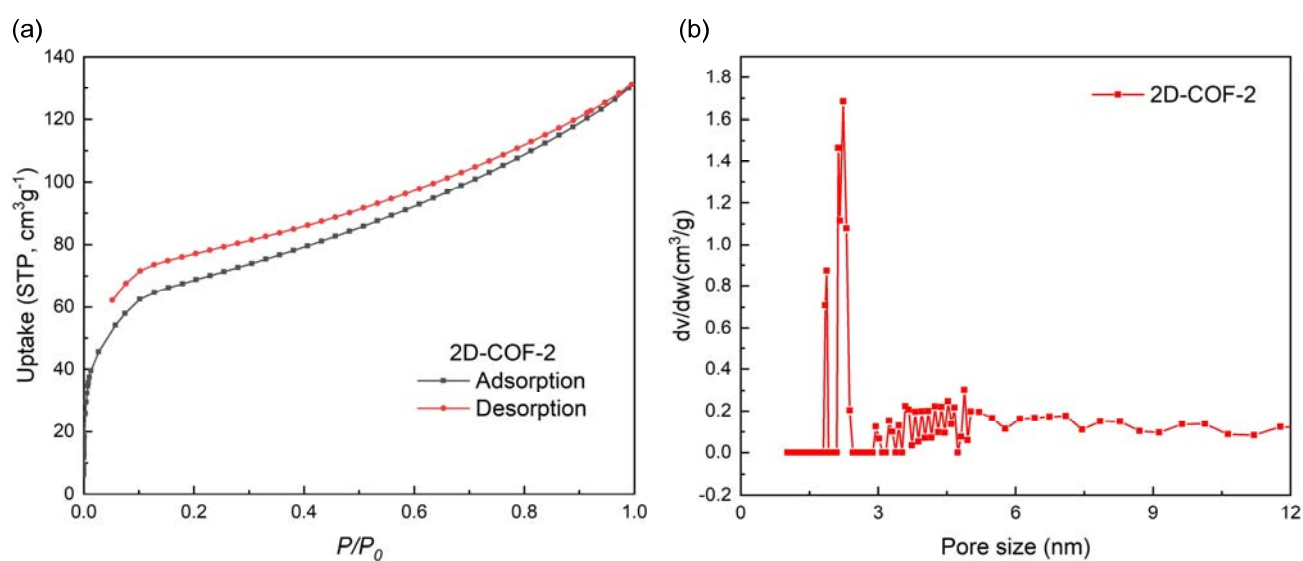 (a)
140
120
100
80
60
40
20
0
0.0 0.2 0.4 0.6 0.8 1.0
Uptake (STP, cm³g⁻¹)
P/P₀
2D-COF-2
Adsorption
Desorption
(b)
1.8
1.6
1.4
1.2
1.0
0.8
0.6
0.4
0.2
0.0
-0.2
0 3 6 9 12
dv/dw(cm³/g)
Pore size (nm)
2D-COF-2